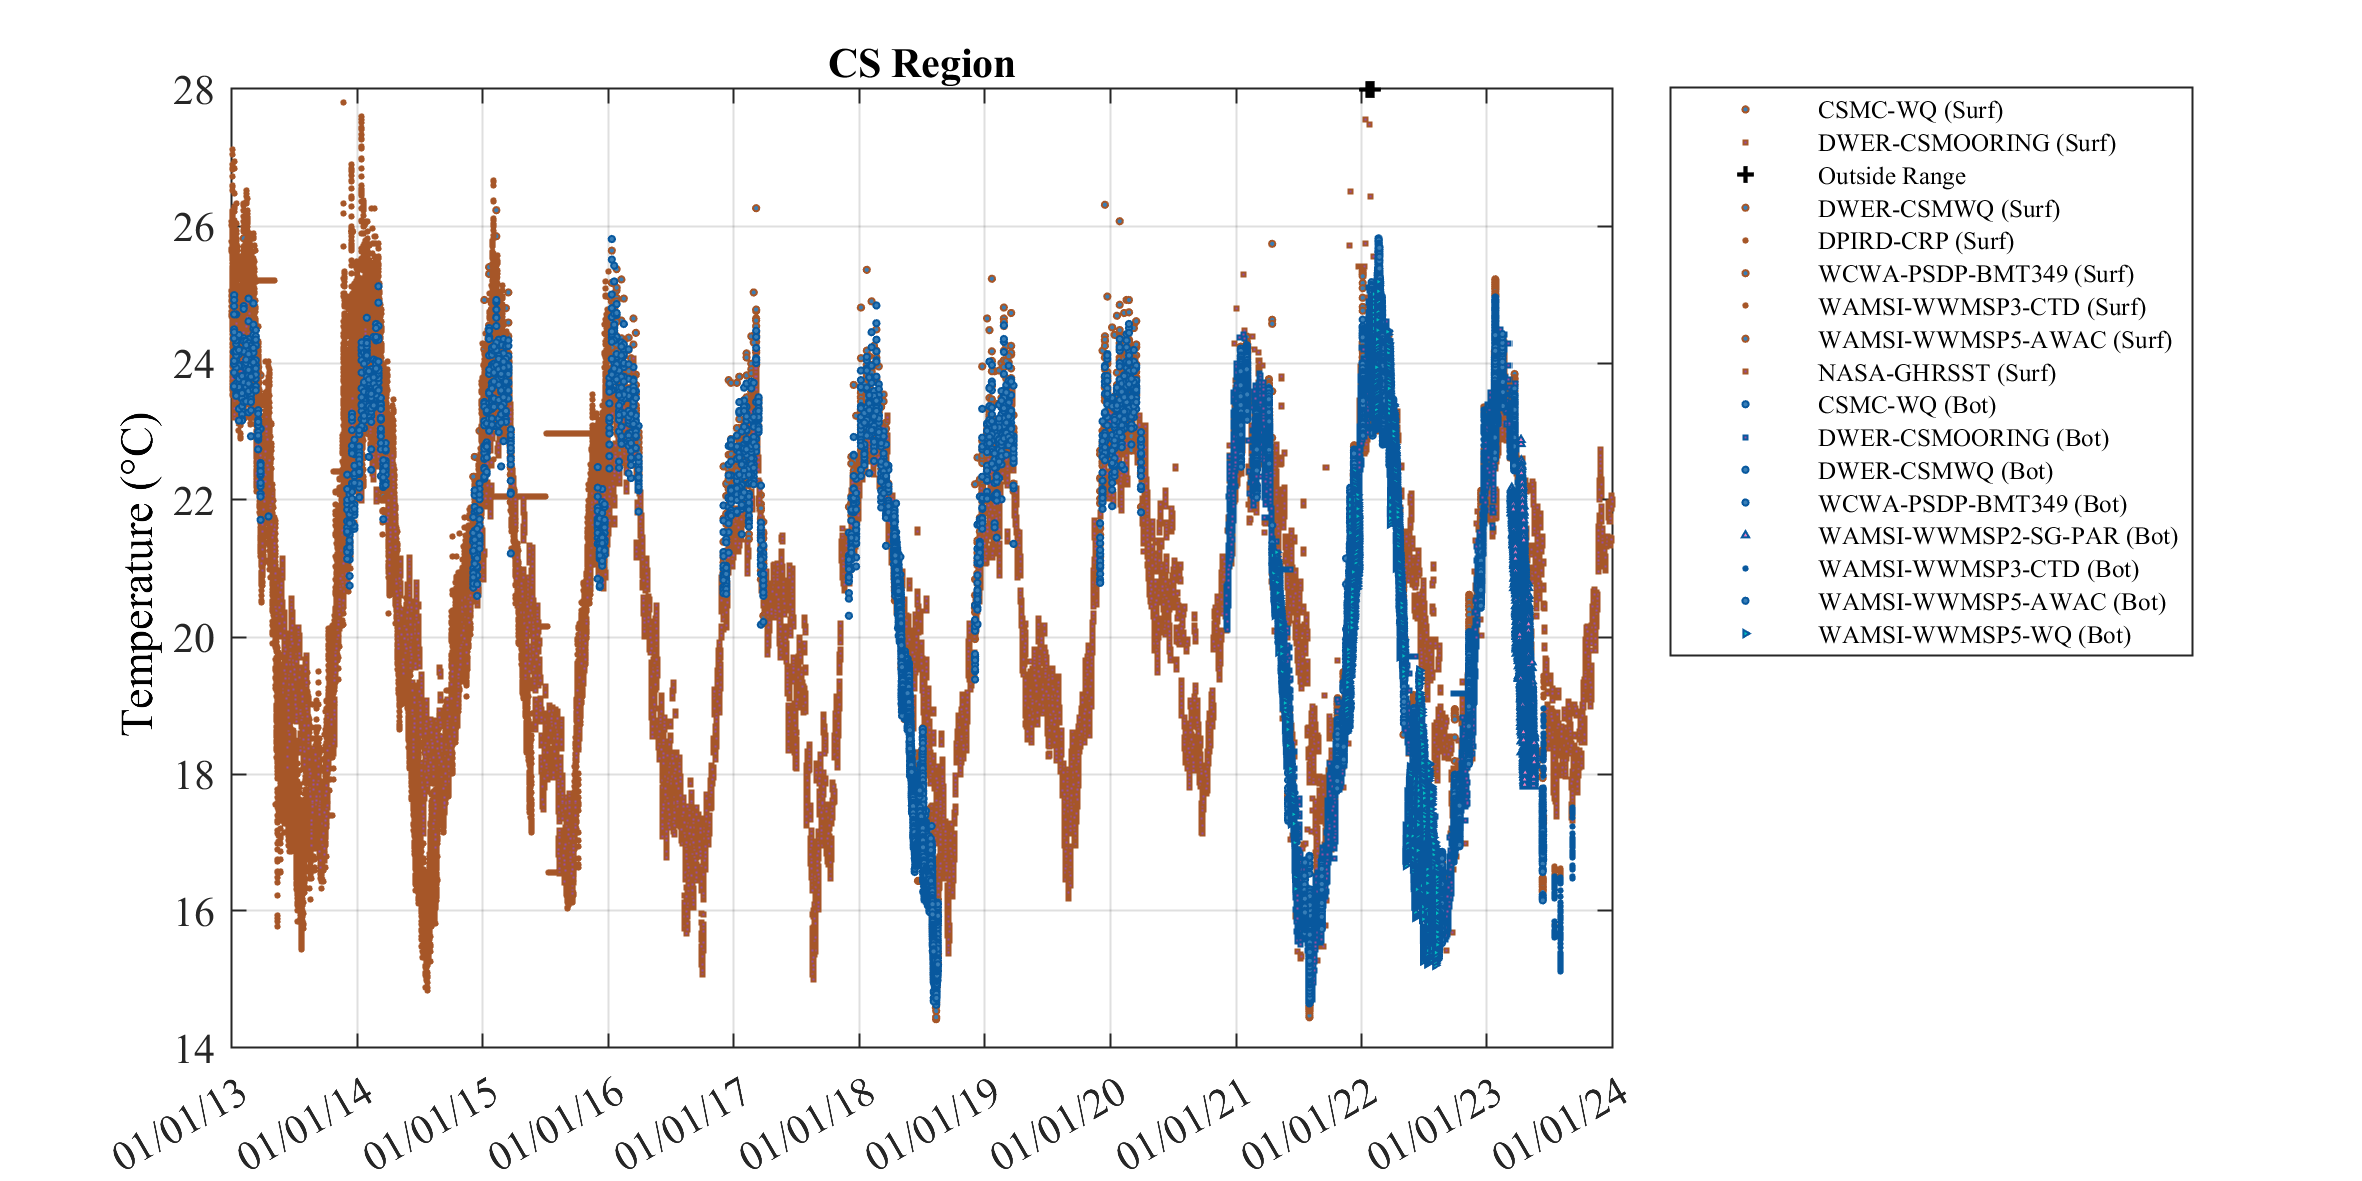 CS Region
28
26
24
22
20
18
16
14
Temperature (°C)
01/01/13
01/01/14
01/01/15
01/01/16
01/01/17
01/01/18
01/01/19
01/01/20
01/01/21
01/01/22
01/01/23
01/01/24
CSMC-WQ (Surf)
DWER-CSMOORING (Surf)
Outside Range
DWER-CSMWQ (Surf)
DPIRD-CRP (Surf)
WCWA-PSDP-BMT349 (Surf)
WAMSI-WWMSP3-CTD (Surf)
WAMSI-WWMSP5-AWAC (Surf)
NASA-GHRSST (Surf)
CSMC-WQ (Bot)
DWER-CSMOORING (Bot)
DWER-CSMWQ (Bot)
WCWA-PSDP-BMT349 (Bot)
WAMSI-WWMSP2-SG-PAR (Bot)
WAMSI-WWMSP3-CTD (Bot)
WAMSI-WWMSP5-AWAC (Bot)
WAMSI-WWMSP5-WQ (Bot)